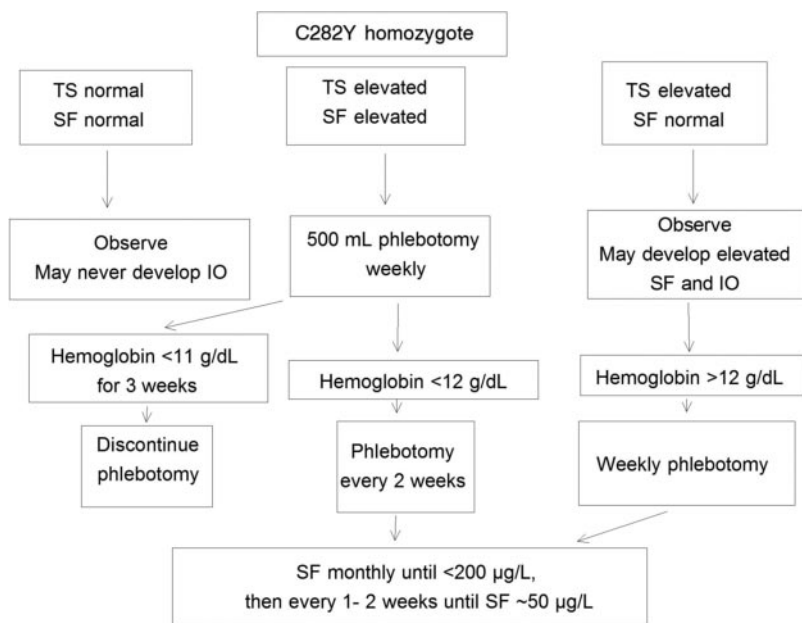 C282Y homozygote
TS normal
SF normal
TS elevated
SF elevated
TS elevated
SF normal
Observe
May never develop IO
500 mL phlebotomy
weekly
Observe
May develop elevated
SF and IO
Hemoglobin <11 g/dL
for 3 weeks
Hemoglobin <12 g/dL
Hemoglobin >12 g/dL
Discontinue
phlebotomy
Phlebotomy
every 2 weeks
Weekly phlebotomy
SF monthly until <200 µg/L,
then every 1- 2 weeks until SF ~50 µg/L